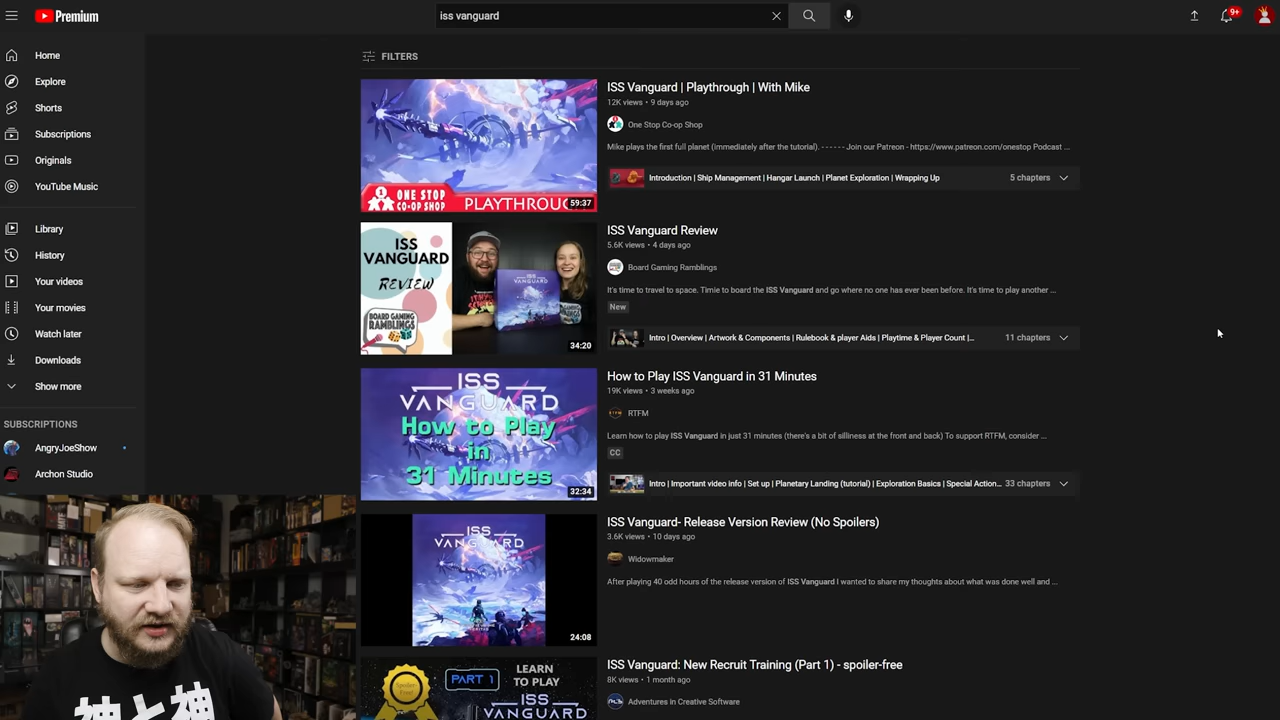 Premium
iss vanguard
9+
Home
Explore
Shorts
Subscriptions
Originals
YouTube Music
Library
History
Your videos
Your movies
Watch later
Downloads
Show more
SUBSCRIPTIONS
AngryJoeShow
Archon Studio
FILTERS
ONE STOP
CO-OP SHOP
PLAYTHROUG
59:37
ISS Vanguard | Playthrough | With Mike
12K views • 9 days ago
One Stop Co-op Shop
Mike plays the first full planet (immediately after the tutorial). - - - - - - Join our Patreon - https://www.patreon.com/onestop Podcast ...
Introduction | Ship Management | Hangar Launch | Planet Exploration | Wrapping Up
5 chapters
ISS
VANGUARD
REVIEW
BOARD GAMING
RAMBLINGS
34:20
ISS Vanguard Review
5.6K views • 4 days ago
Board Gaming Ramblings
It's time to travel to space. Timie to board the ISS Vanguard and go where no one has ever been before. It's time to play another ...
New
Intro | Overview | Artwork & Components | Rulebook & player Aids | Playtime & Player Count |...
11 chapters
ISS
VANGUARD
How to Play
in
31 Minutes
32:34
How to Play ISS Vanguard in 31 Minutes
19K views • 3 weeks ago
RTFM
Learn how to play ISS Vanguard in just 31 minutes (there's a bit of silliness at the front and back) To support RTFM, consider ...
CC
Intro | Important video info | Set up | Planetary Landing (tutorial) | Exploration Basics | Special Action...
33 chapters
ISS
VANGUARD
24:08
ISS Vanguard- Release Version Review (No Spoilers)
3.6K views • 10 days ago
Widowmaker
After playing 40 odd hours of the release version of ISS Vanguard I wanted to share my thoughts about what was done well and ...
PART 1
LEARN
TO PLAY
ISS
VANGUARD
ISS Vanguard: New Recruit Training (Part 1) - spoiler-free
8K views • 1 month ago
Adventures in Creative Software
神と神